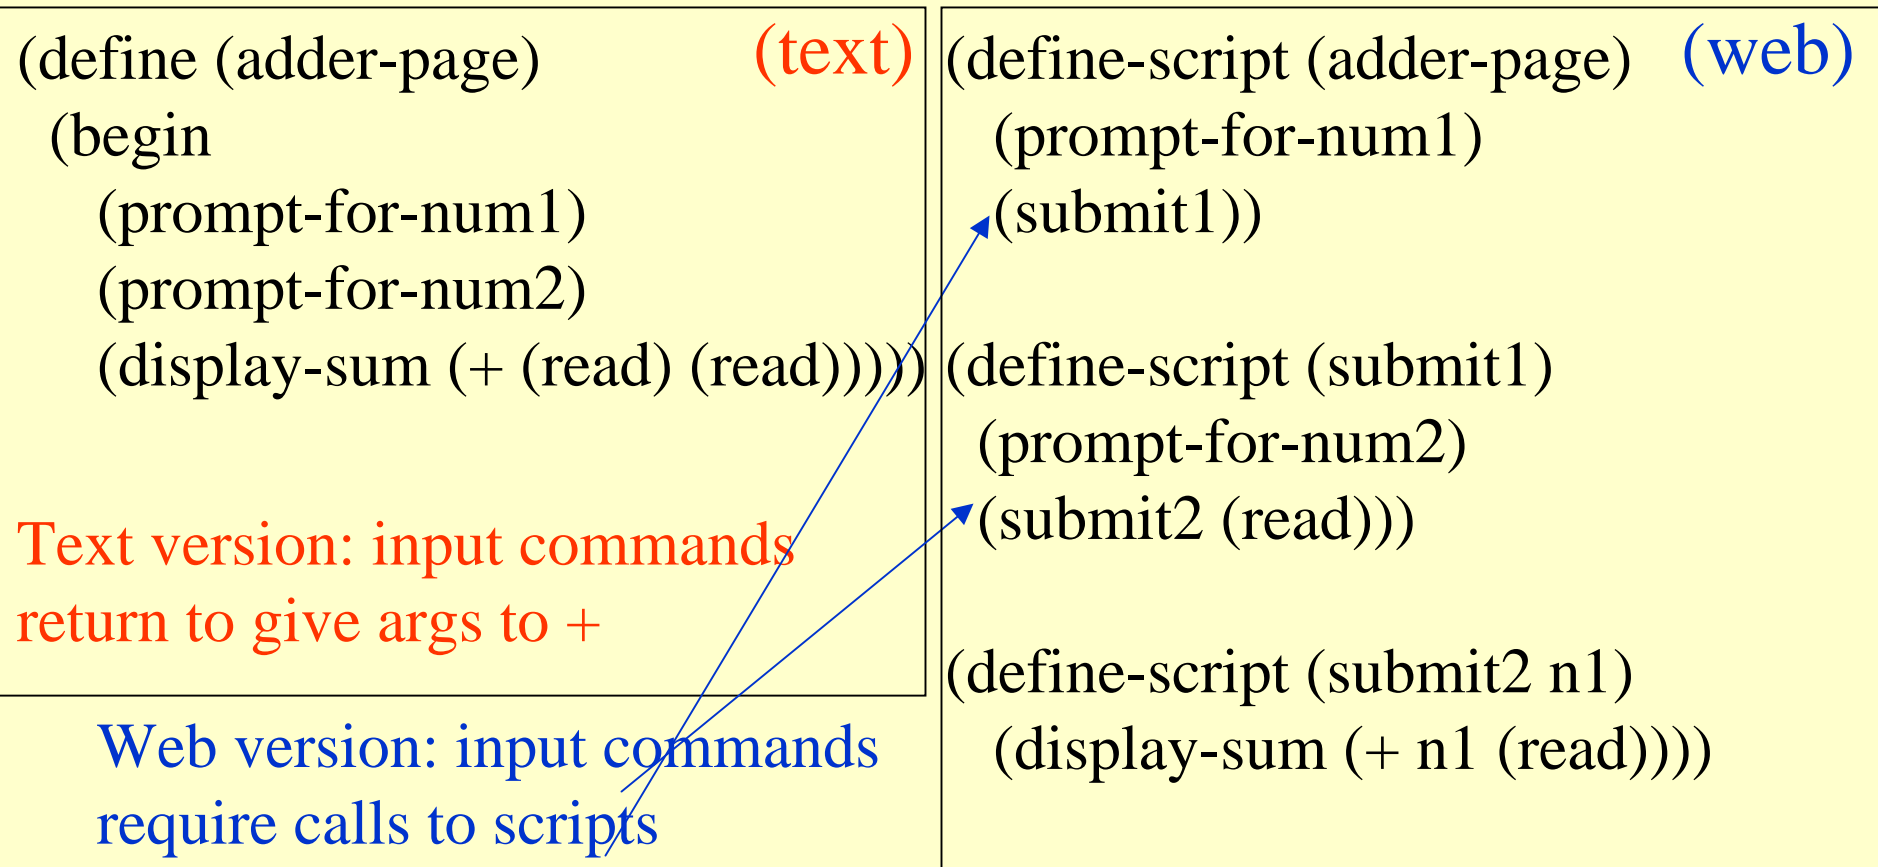 (define (adder-page) (text)
(begin
(prompt-for-num1)
(prompt-for-num2)
(display-sum (+ (read) (read)))))
Text version: input commands
return to give args to +
Web version: input commands
require calls to scripts
(define-script (adder-page) (web)
(prompt-for-num1)
(submit1))
(define-script (submit1)
(prompt-for-num2)
(submit2 (read)))
(define-script (submit2 n1)
(display-sum (+ n1 (read))))